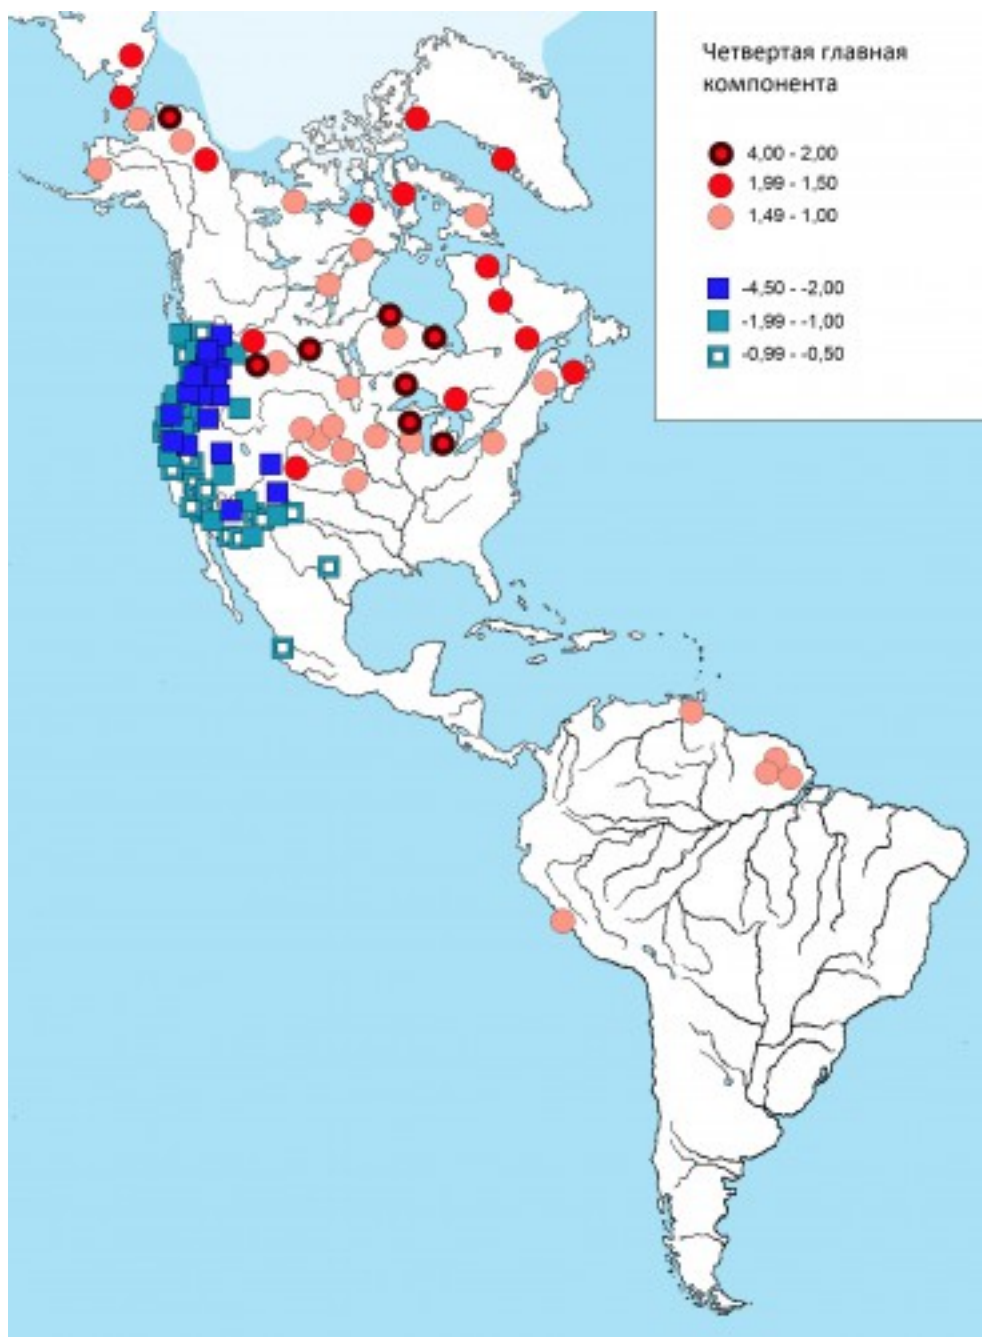 Четвертая главная
компонента
4,00 - 2,00
1,99 - 1,50
1,49 - 1,00
-4,50 - -2,00
-1,99 - -1,00
-0,99 - -0,50